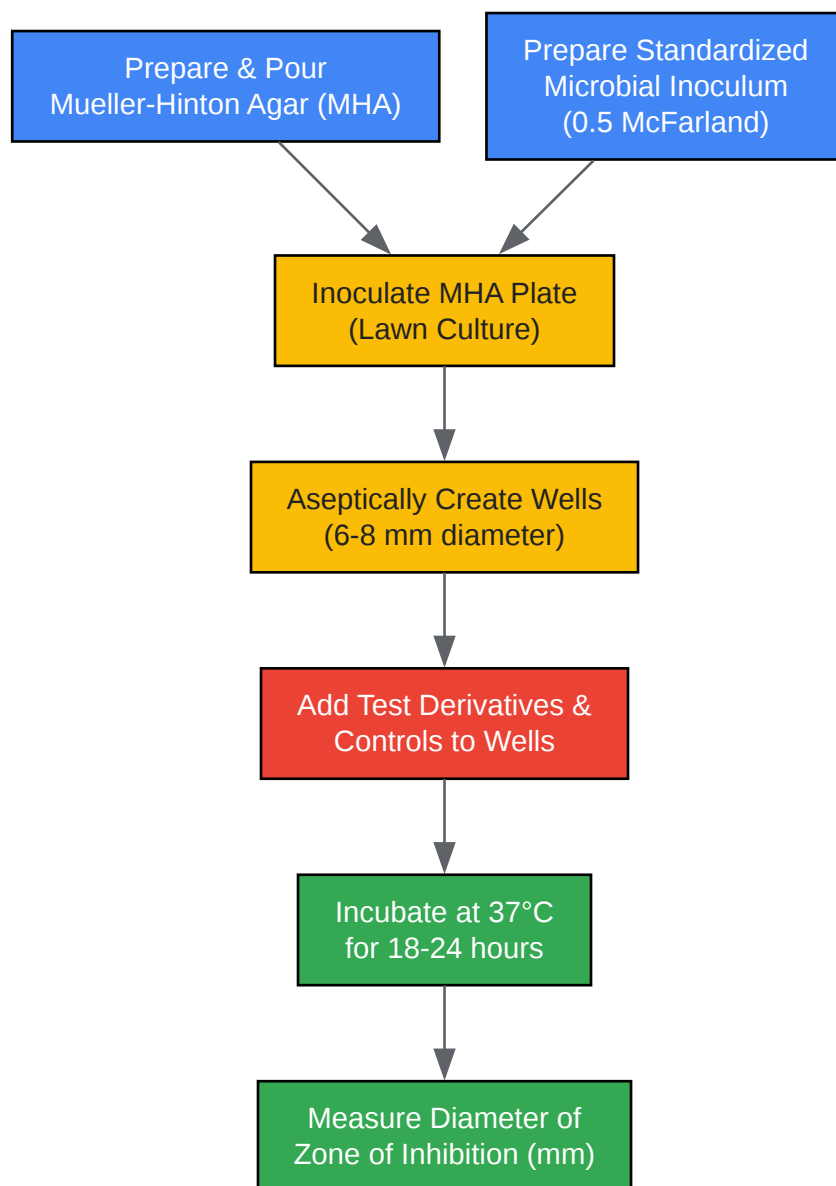 Prepare & Pour
Mueller-Hinton Agar (MHA)
Prepare Standardized
Microbial Inoculum
(0.5 McFarland)
Inoculate MHA Plate
(Lawn Culture)
Aseptically Create Wells
(6-8 mm diameter)
Add Test Derivatives &
Controls to Wells
Incubate at 37°C
for 18-24 hours
Measure Diameter of
Zone of Inhibition (mm)